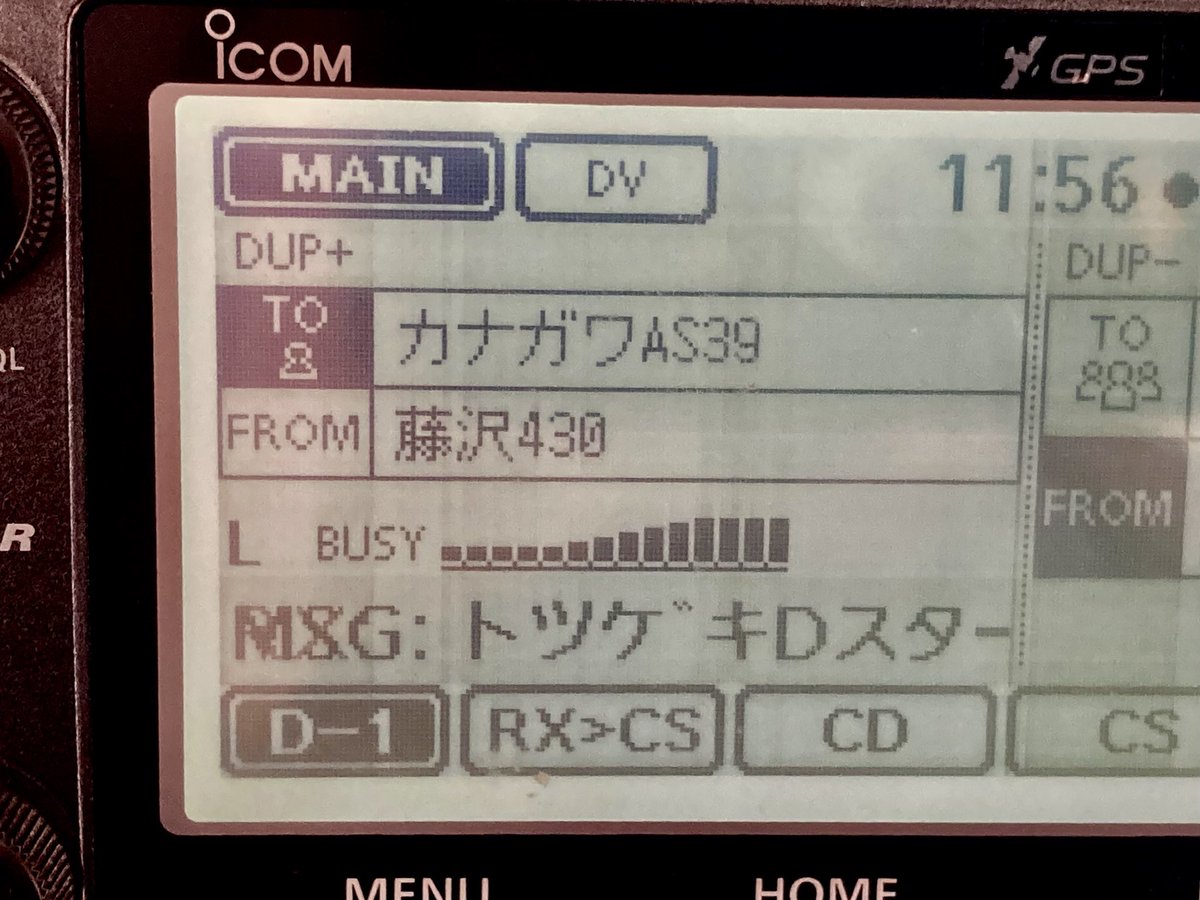 ICOM
GPS
MAIN DV 11:56
DUP+ DUP-
TO カナガワAS39 TO
FROM 藤沢430
QL
FROM
L BUSY
R
G: トツゲキDスター
D-1 RX>CS CD CS
MENU HOME